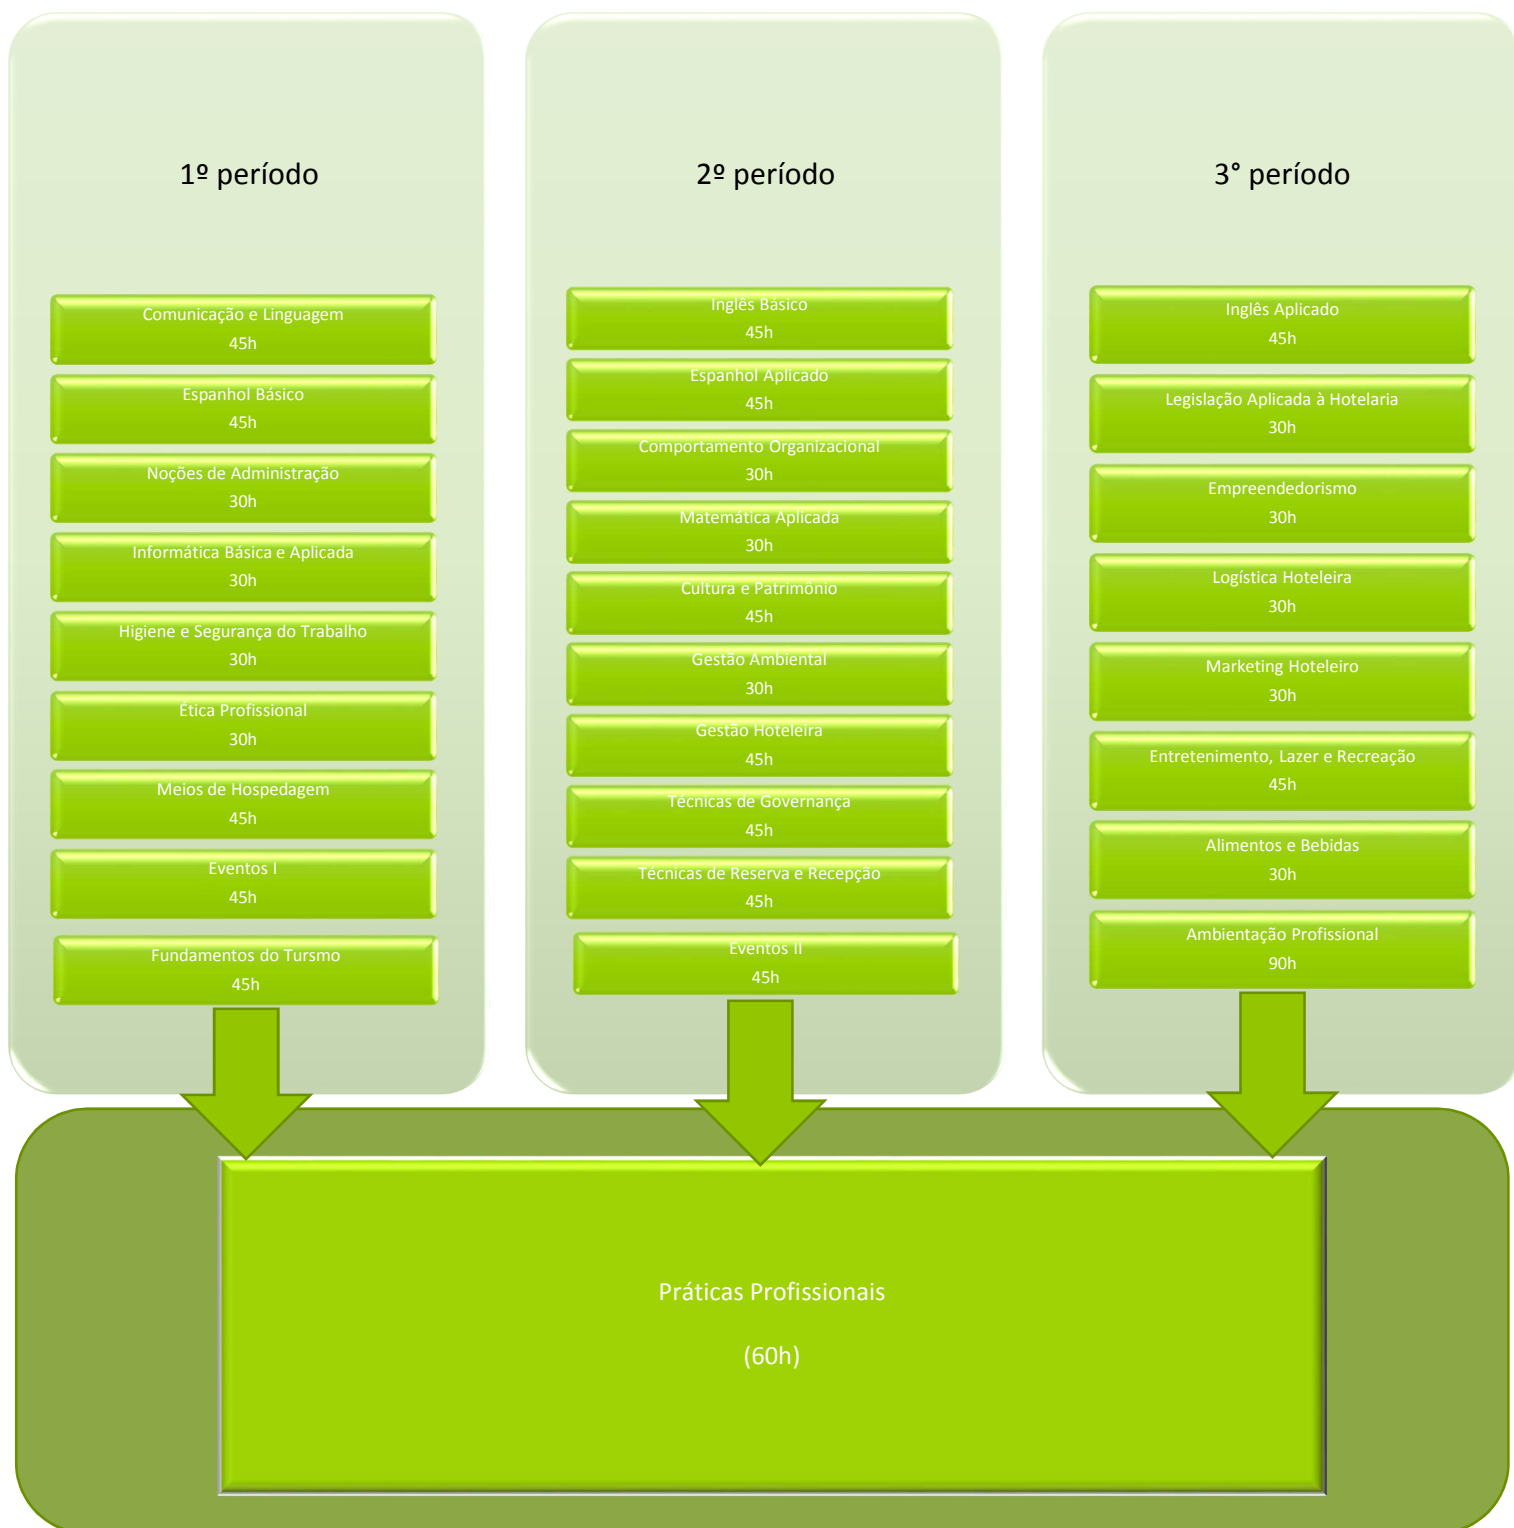 1º período
Comunicação e Linguagem
45h
Espanhol Básico
45h
Noções de Administração
30h
Informática Básica e Aplicada
30h
Higiene e Segurança do Trabalho
30h
Ética Profissional
30h
Meios de Hospedagem
45h
Eventos I
45h
Fundamentos do Tursmo
45h
2º período
Inglês Básico
45h
Espanhol Aplicado
45h
Comportamento Organizacional
30h
Matemática Aplicada
30h
Cultura e Patrimônio
45h
Gestão Ambiental
30h
Gestão Hoteleira
45h
Técnicas de Governança
45h
Técnicas de Reserva e Recepção
45h
Eventos II
45h
3° período
Inglês Aplicado
45h
Legislação Aplicada à Hotelaria
30h
Empreendedorismo
30h
Logística Hoteleira
30h
Marketing Hoteleiro
30h
Entretenimento, Lazer e Recreação
45h
Alimentos e Bebidas
30h
Ambientação Profissional
90h
Práticas Profissionais
(60h)